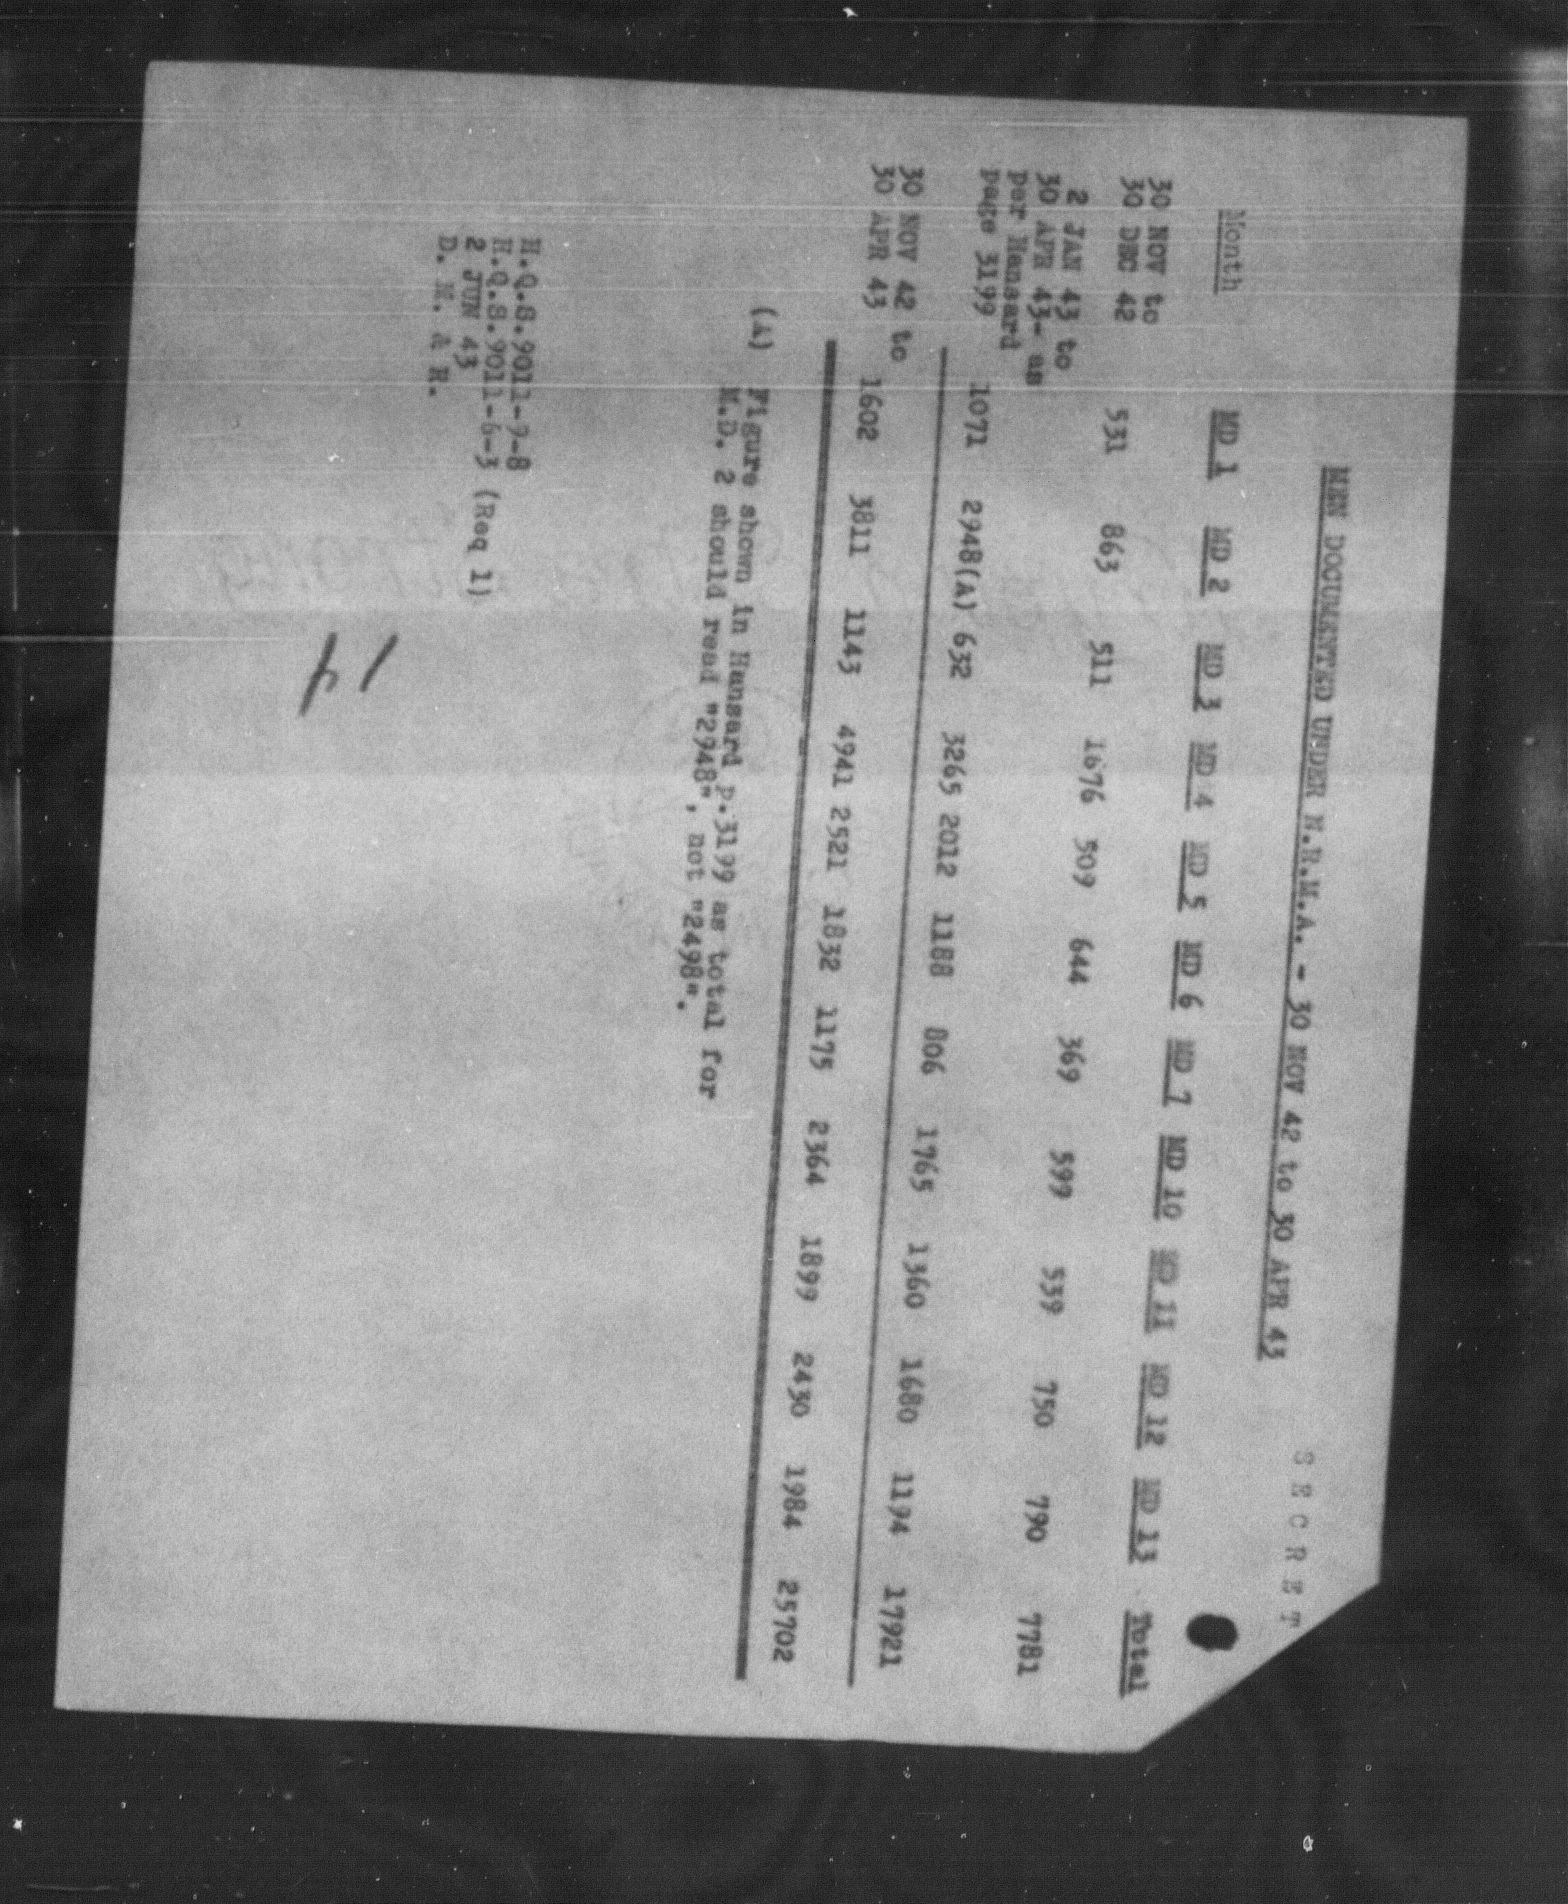 S E C R E T
MEN DOCUMENTED UNDER N.R.M.A. - 30 NOV 42 to 30 APR 43
Month MD 1 MD 2 MD 3 MD 4 MD 5 MD 6 MD 7 MD 10 MD 11 MD 12 MD 13 Total
30 NOV to
30 DEC 42 531 863 511 1676 509 644 369 599 539 750 790 7781
2 JAN 43 to
30 APR 43- as
per Hansard
page 3199 1071 2948(A) 632 3265 2012 1188 806 1765 1360 1680 1194 17921
30 NOV 42 to
30 APR 43 1602 3811 1143 4941 2521 1832 1175 2364 1899 2430 1984 25702
(A) Figure shown in Hansard p.3199 as total for
M.D. 2 should read "2948", not "2498".
H.Q.S.9011-9-8
H.Q.S.9011-6-3 (Req 1)
2 JUN 43
D. M. & R.
14